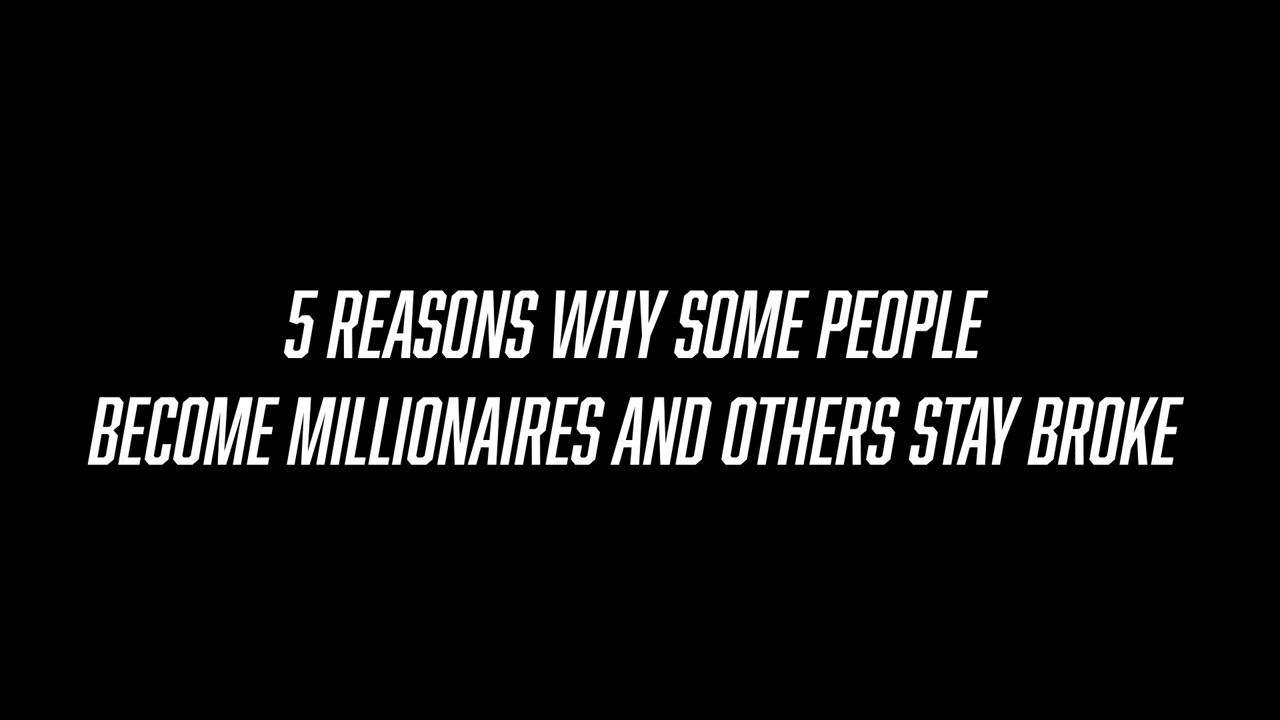 5 REASONS WHY SOME PEOPLE
BECOME MILLIONAIRES AND OTHERS STAY BROKE